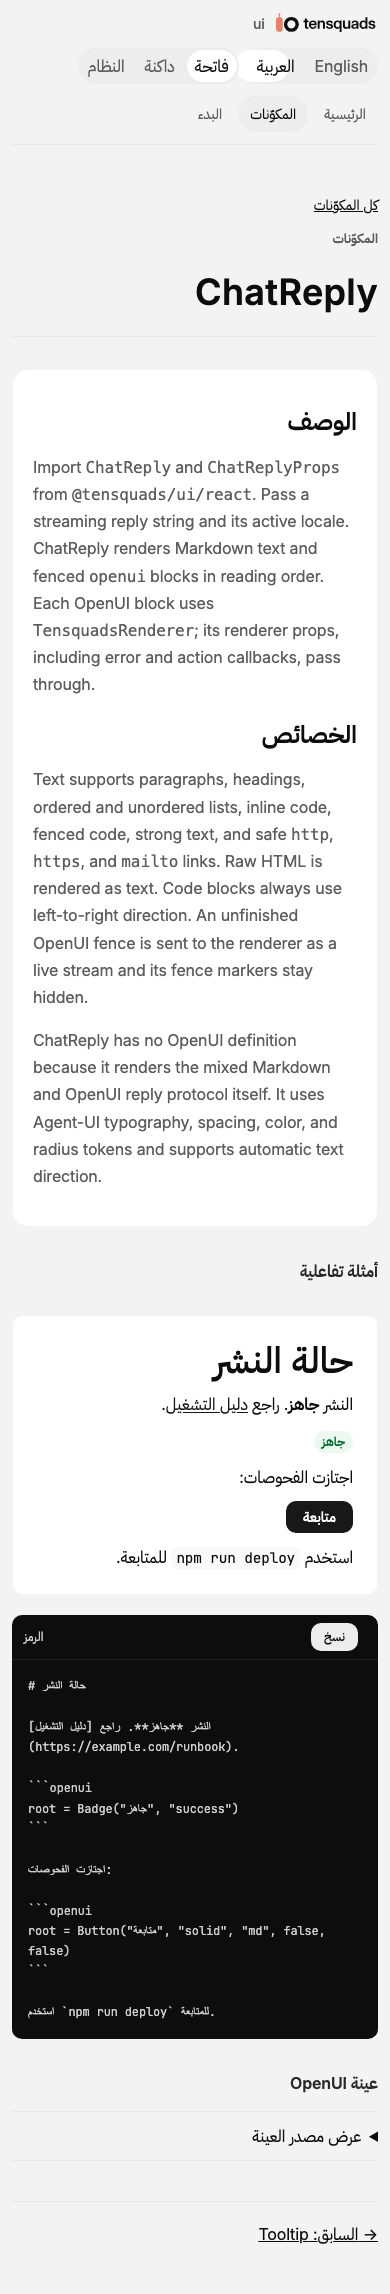 tensquads ui
English العربية فاتحة داكنة النظام
الرئيسية المكوّنات البدء
كل المكوّنات
المكوّنات
ChatReply
الوصف
Import ChatReply and ChatReplyProps
from @tensquads/ui/react. Pass a
streaming reply string and its active locale.
ChatReply renders Markdown text and
fenced openui blocks in reading order.
Each OpenUI block uses
TensquadsRenderer; its renderer props,
including error and action callbacks, pass
through.
الخصائص
Text supports paragraphs, headings,
ordered and unordered lists, inline code,
fenced code, strong text, and safe http,
https, and mailto links. Raw HTML is
rendered as text. Code blocks always use
left-to-right direction. An unfinished
OpenUI fence is sent to the renderer as a
live stream and its fence markers stay
hidden.
ChatReply has no OpenUI definition
because it renders the mixed Markdown
and OpenUI reply protocol itself. It uses
Agent-UI typography, spacing, color, and
radius tokens and supports automatic text
direction.
أمثلة تفاعلية
حالة النشر
النشر جاهز. راجع دليل التشغيل.
جاهز
اجتازت الفحوصات:
متابعة
استخدم npm run deploy للمتابعة.
نسخ الرمز
# حالة النشر
النشر **جاهز**. راجع [دليل التشغيل]
(https://example.com/runbook).
```openui
root = Badge("جاهز", "success")
```
اجتازت الفحوصات:
```openui
root = Button("متابعة", "solid", "md", false,
false)
```
استخدم `npm run deploy` للمتابعة.
عينة OpenUI
◀ عرض مصدر العينة
→ السابق: Tooltip